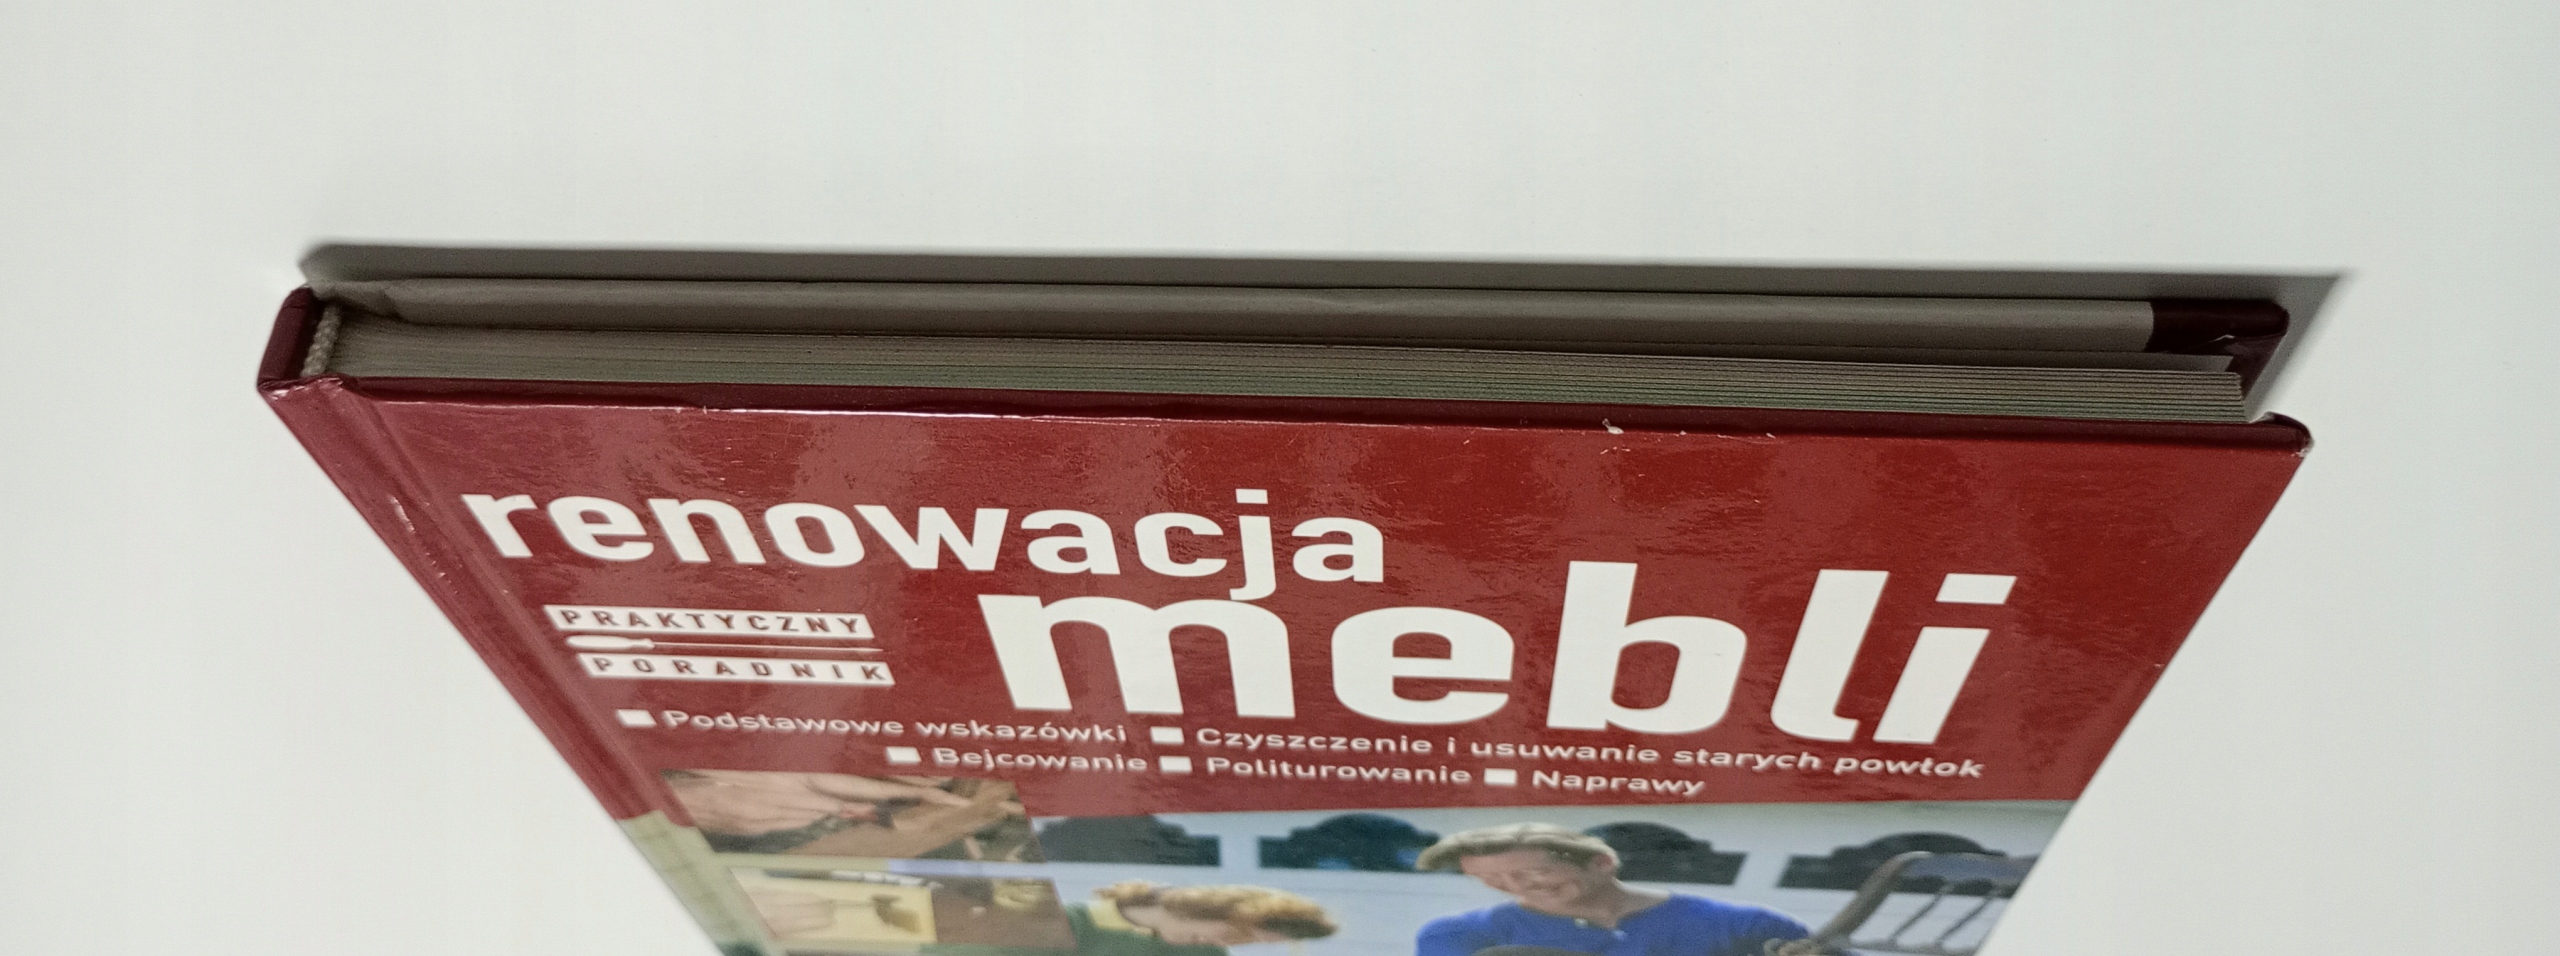 renowacja
mebli
PRAKTYCZNY
PORADNIK
■ Podstawowe wskazówki ■ Czyszczenie i usuwanie starych powłok
■ Bejcowanie ■ Politurowanie ■ Naprawy